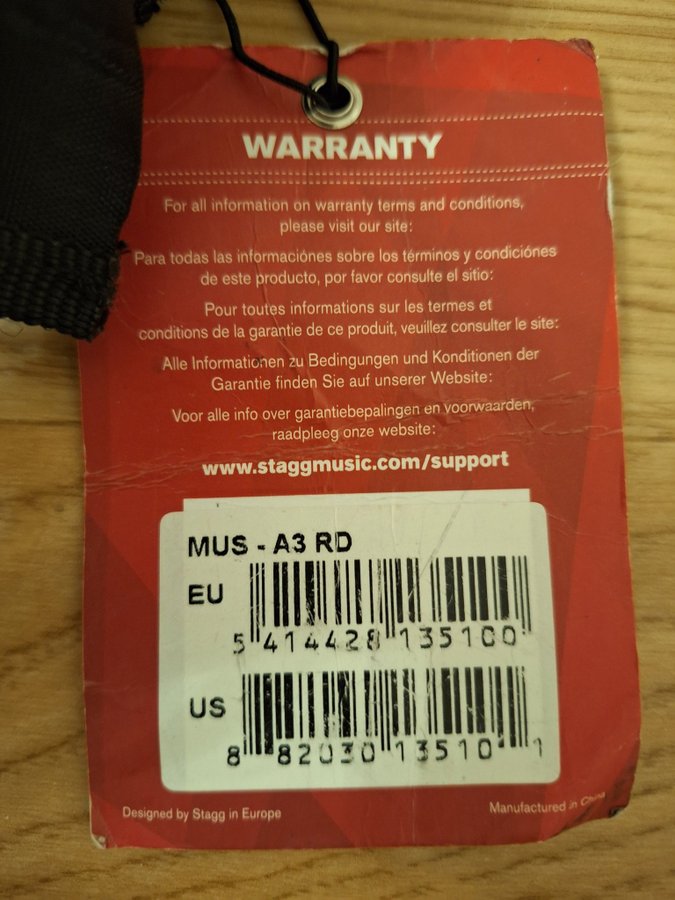 WARRANTY
For all information on warranty terms and conditions,
please visit our site:
Para todas las informaciónes sobre los términos y condiciónes
de este producto, por favor consulte el sitio:
Pour toutes informations sur les termes et
conditions de la garantie de ce produit, veuillez consulter le site:
Alle Informationen zu Bedingungen und Konditionen der
Garantie finden Sie auf unserer Website:
Voor alle info over garantiebepalingen en voorwaarden,
raadpleeg onze website:
www.staggmusic.com/support
MUS - A3 RD
EU
5 414428 135100
US
8 82030 13510 1
Designed by Stagg in Europe
Manufactured in China